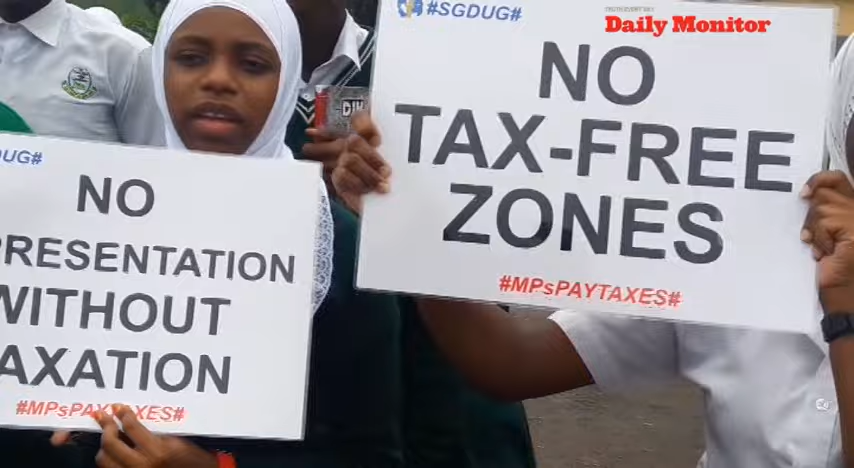 DUG#
NO
PRESENTATION
WITHOUT
AXATION
#MPsPAYTAXES#
#SGDUG#
NO
TAX-FREE
ZONES
#MPsPAYTAXES#
Daily Monitor